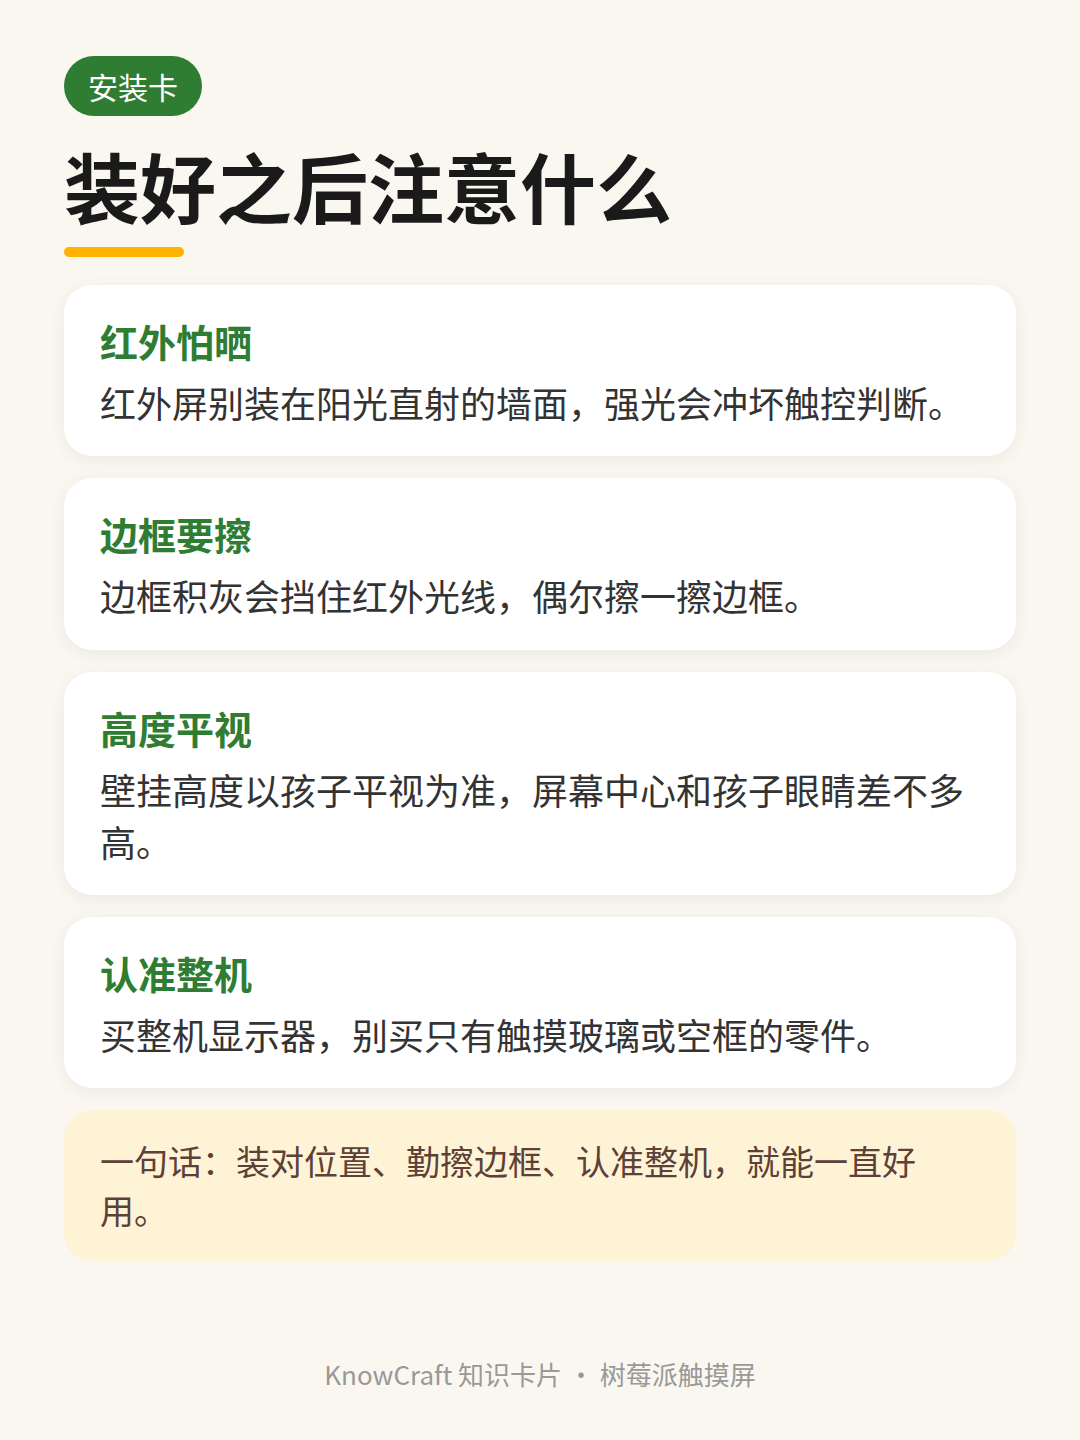 安装卡
装好之后注意什么
红外怕晒
红外屏别装在阳光直射的墙面，强光会冲坏触控判断。
边框要擦
边框积灰会挡住红外光线，偶尔擦一擦边框。
高度平视
壁挂高度以孩子平视为准，屏幕中心和孩子眼睛差不多
高。
认准整机
买整机显示器，别买只有触摸玻璃或空框的零件。
一句话：装对位置、勤擦边框、认准整机，就能一直好
用。
KnowCraft 知识卡片 · 树莓派触摸屏